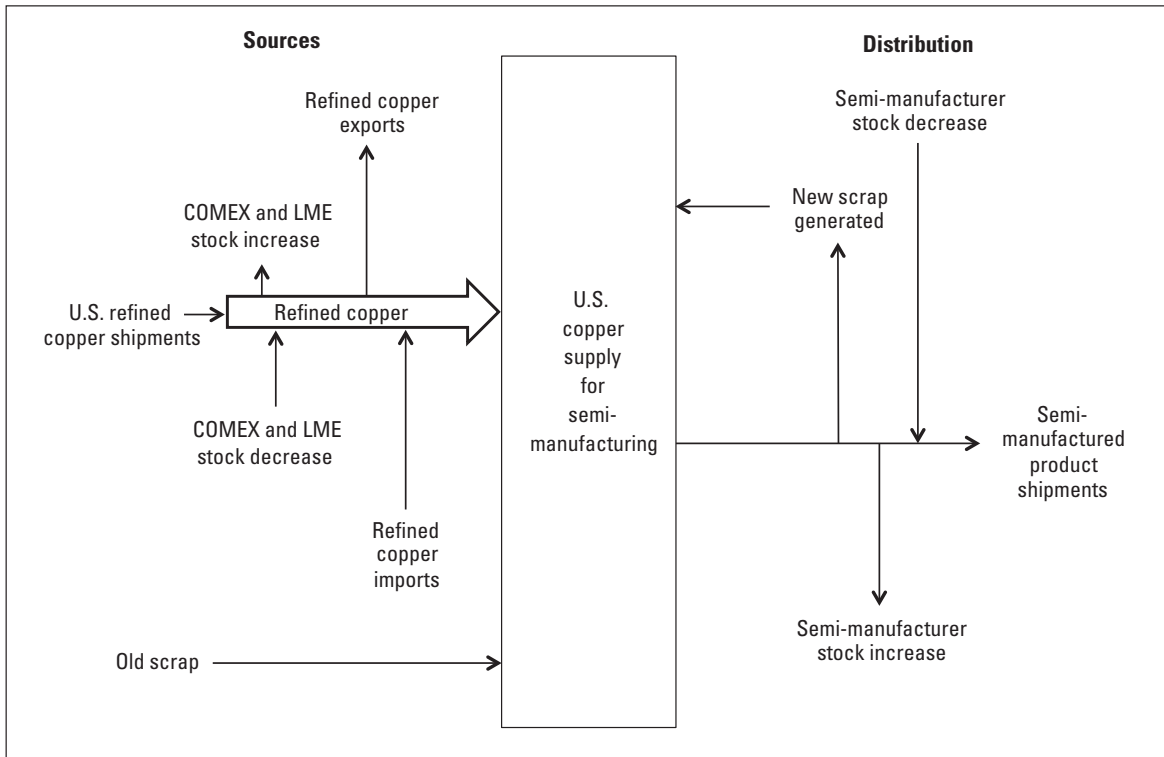 Sources
Distribution
Refined copper
exports
Semi-manufacturer
stock decrease
COMEX and LME
stock increase
New scrap
generated
U.S. refined
copper shipments
Refined copper
U.S.
copper
supply
for
semi-
manufacturing
COMEX and LME
stock decrease
Semi-
manufactured
product
shipments
Refined
copper
imports
Semi-manufacturer
stock increase
Old scrap